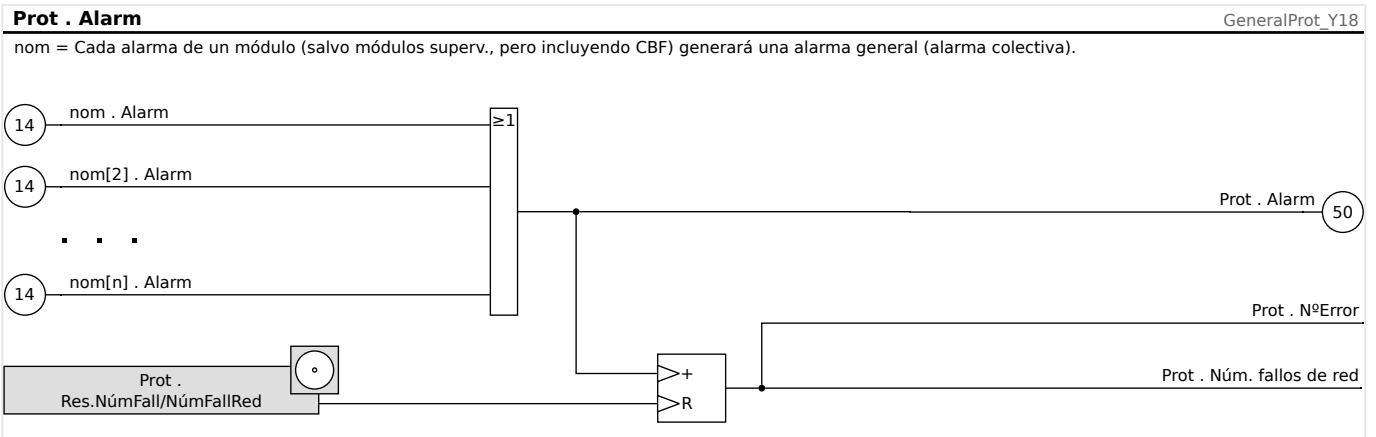 Prot . Alarm
GeneralProt_Y18
nom = Cada alarma de un módulo (salvo módulos superv., pero incluyendo CBF) generará una alarma general (alarma colectiva).
14
nom . Alarm
≥1
14
nom[2] . Alarm
Prot . Alarm
50
. . .
14
nom[n] . Alarm
Prot . NºError
+
Prot . Núm. fallos de red
Prot .
Res.NúmFall/NúmFallRed
R